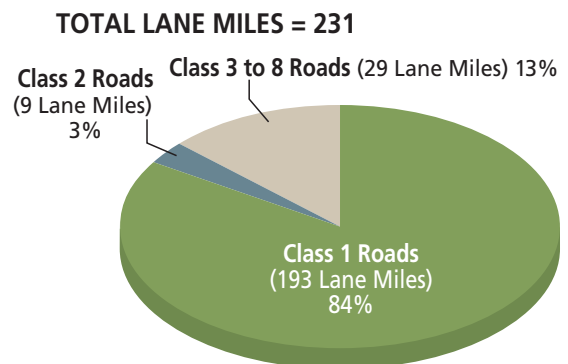 TOTAL LANE MILES = 231
Class 3 to 8 Roads (29 Lane Miles) 13%
Class 2 Roads
(9 Lane Miles)
3%
Class 1 Roads
(193 Lane Miles)
84%